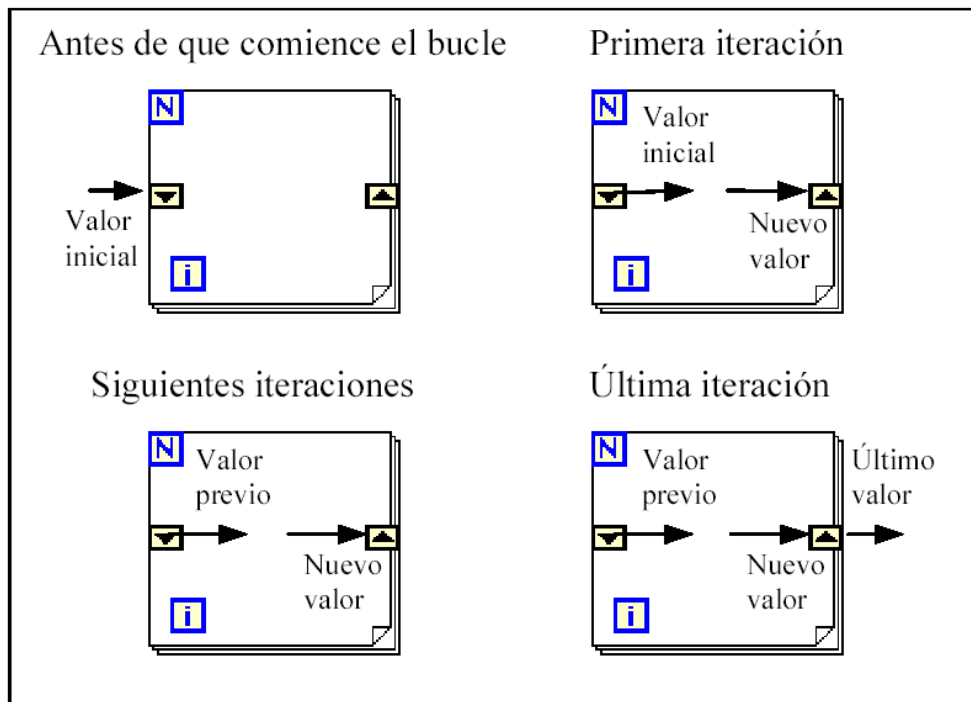 Antes de que comience el bucle
N
Valor
inicial
i
Primera iteración
N
Valor
inicial
Nuevo
valor
i
Siguientes iteraciones
N
Valor
previo
Nuevo
valor
i
Última iteración
N
Valor
previo
Último
valor
Nuevo
valor
i